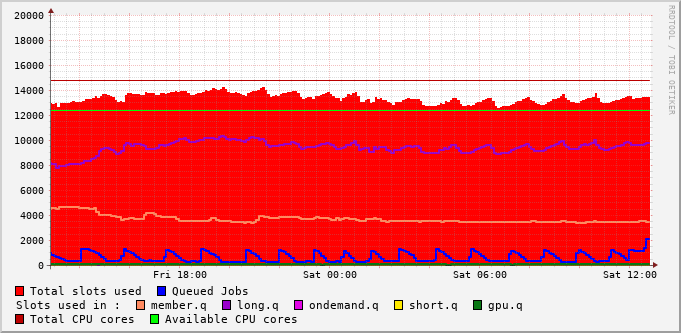 RRDTOOL / TOBI OETIKER
20000
18000
16000
14000
12000
10000
8000
6000
4000
2000
0
Fri 18:00 Sat 00:00 Sat 06:00 Sat 12:00
Total slots used Queued Jobs
Slots used in : member.q long.q ondemand.q short.q gpu.q
Total CPU cores Available CPU cores